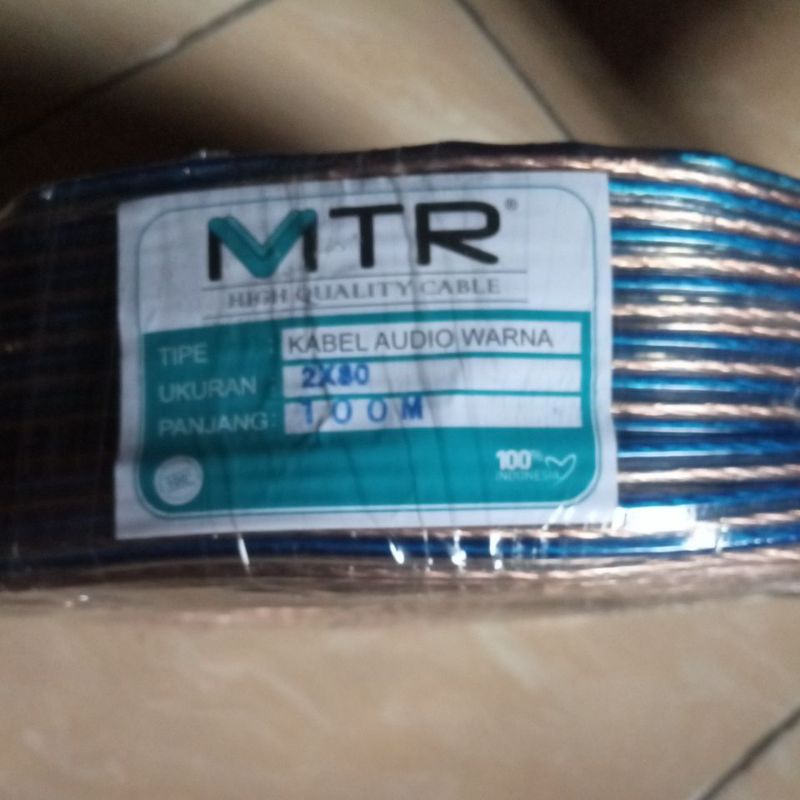 MTR®
HIGH QUALITY CABLE
TIPE : KABEL AUDIO WARNA
UKURAN : 2X80
PANJANG : 100M
100%
INDONESIA